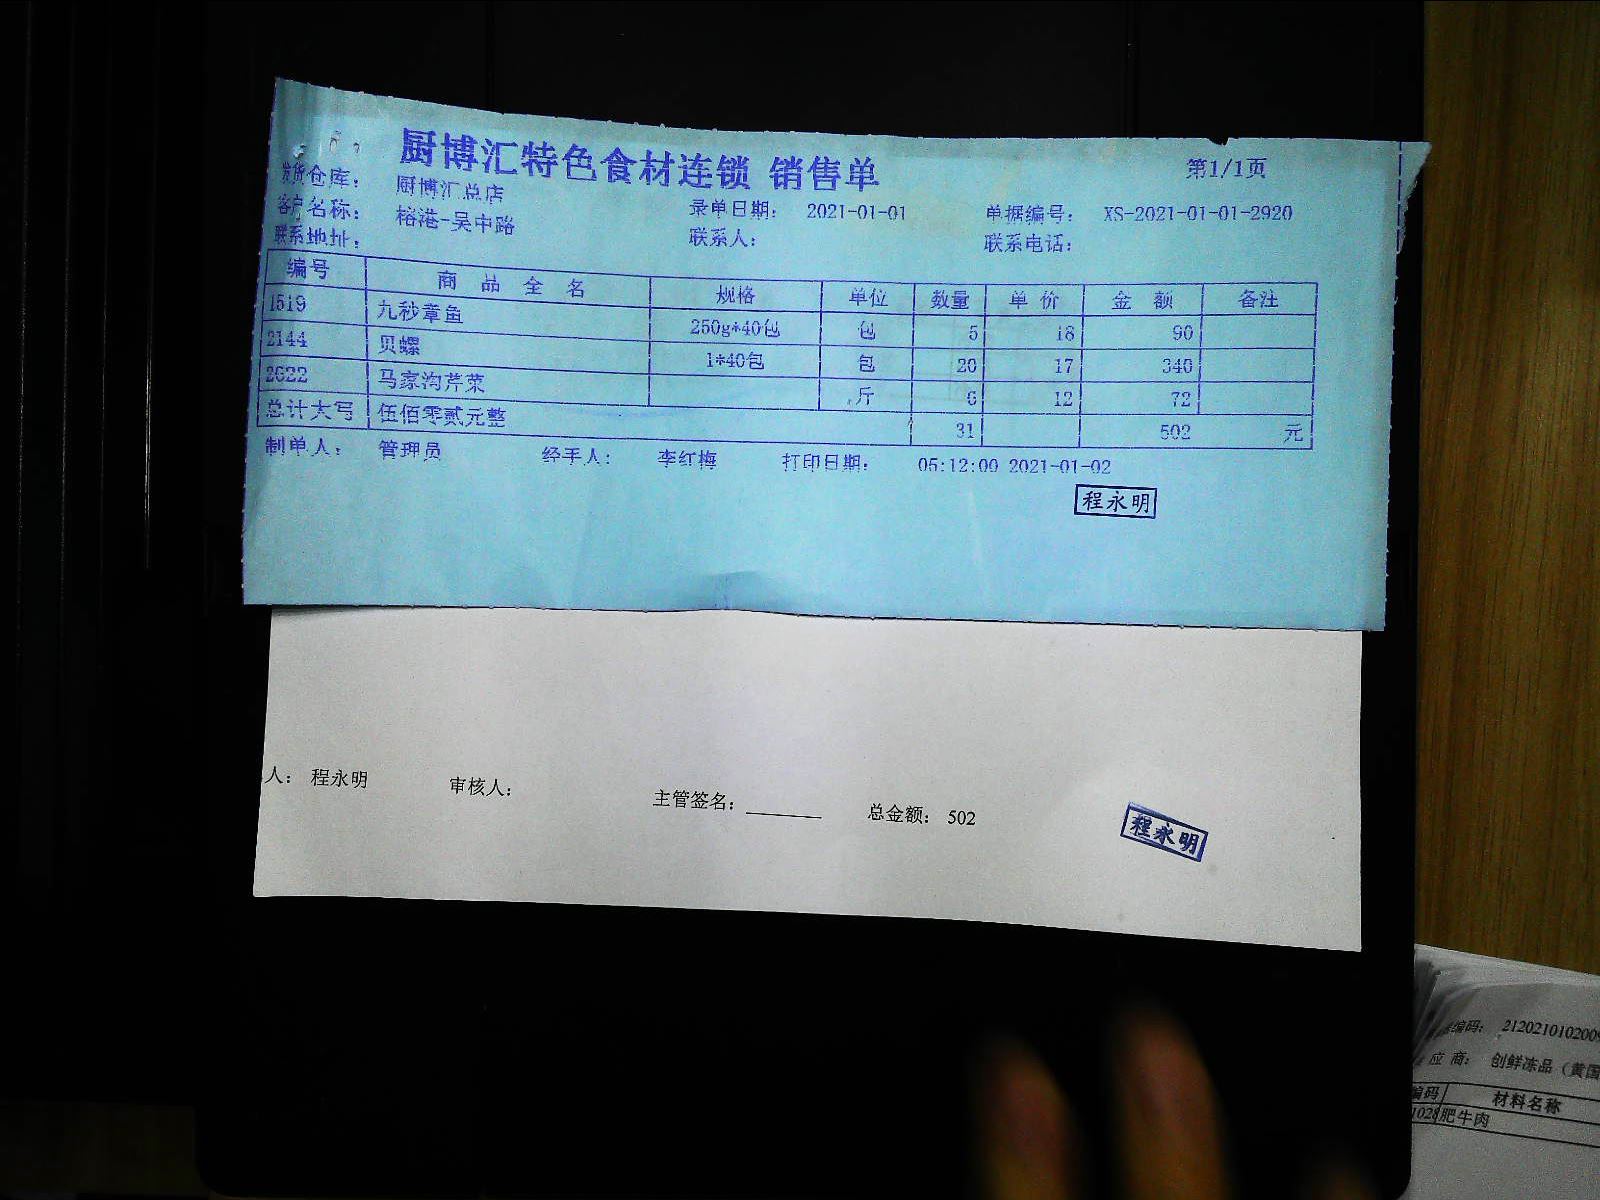 厨博汇特色食材连锁 销售单
第1/1页
发货仓库： 厨博汇总店
客户名称： 榕港-吴中路 录单日期： 2021-01-01 单据编号： XS-2021-01-01-2920
联系地址： 联系人： 联系电话：
编号 商品全名 规格 单位 数量 单价 金额 备注
1519 九秒章鱼 250g*40包 包 5 18 90
2144 贝螺 1*40包 包 20 17 340
2622 马家沟芹菜 斤 6 12 72
总计大写 伍佰零贰元整 31 502 元
制单人： 管理员 经手人： 李红梅 打印日期： 05:12:00 2021-01-02
程永明
人： 程永明 审核人： 主管签名： 总金额： 502
程永明
编码： 212021010200
应商： 创鲜冻品（黄国
编码 材料名称
1028 肥牛肉